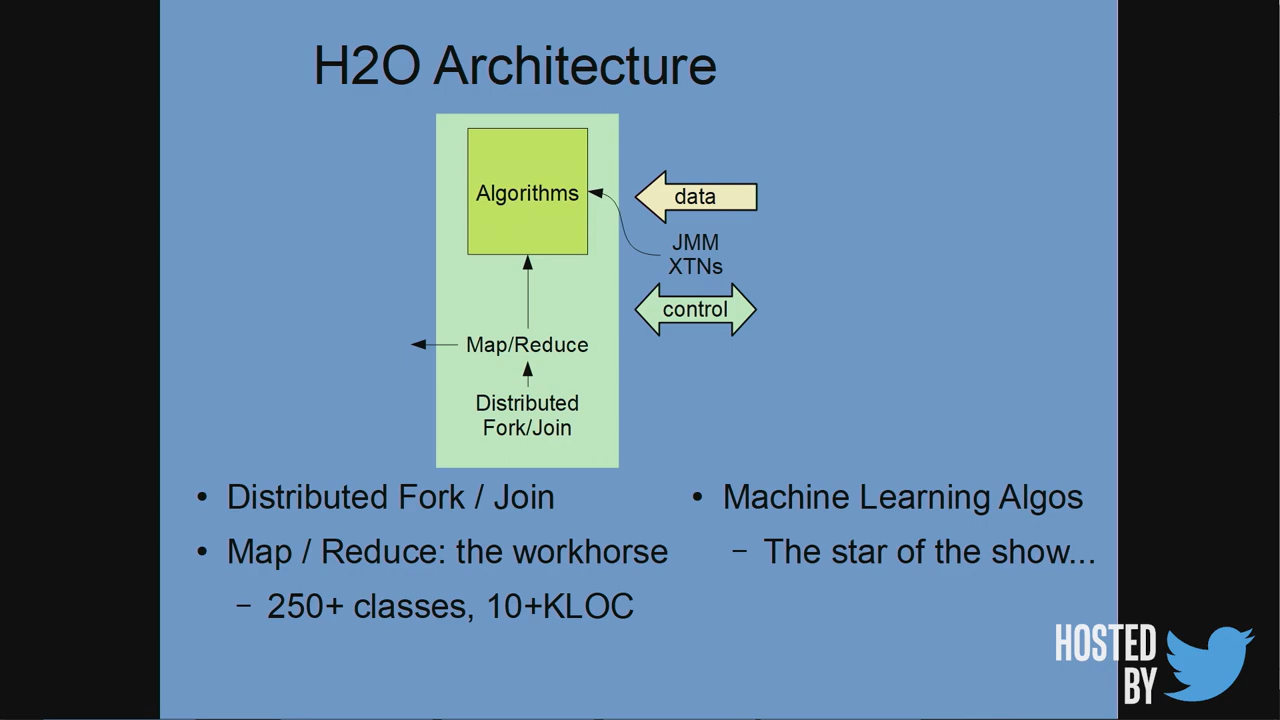 H2O Architecture
Algorithms
data
JMM
XTNs
control
Map/Reduce
Distributed
Fork/Join
• Distributed Fork / Join
• Map / Reduce: the workhorse
– 250+ classes, 10+KLOC
• Machine Learning Algos
– The star of the show...
HOSTED
BY